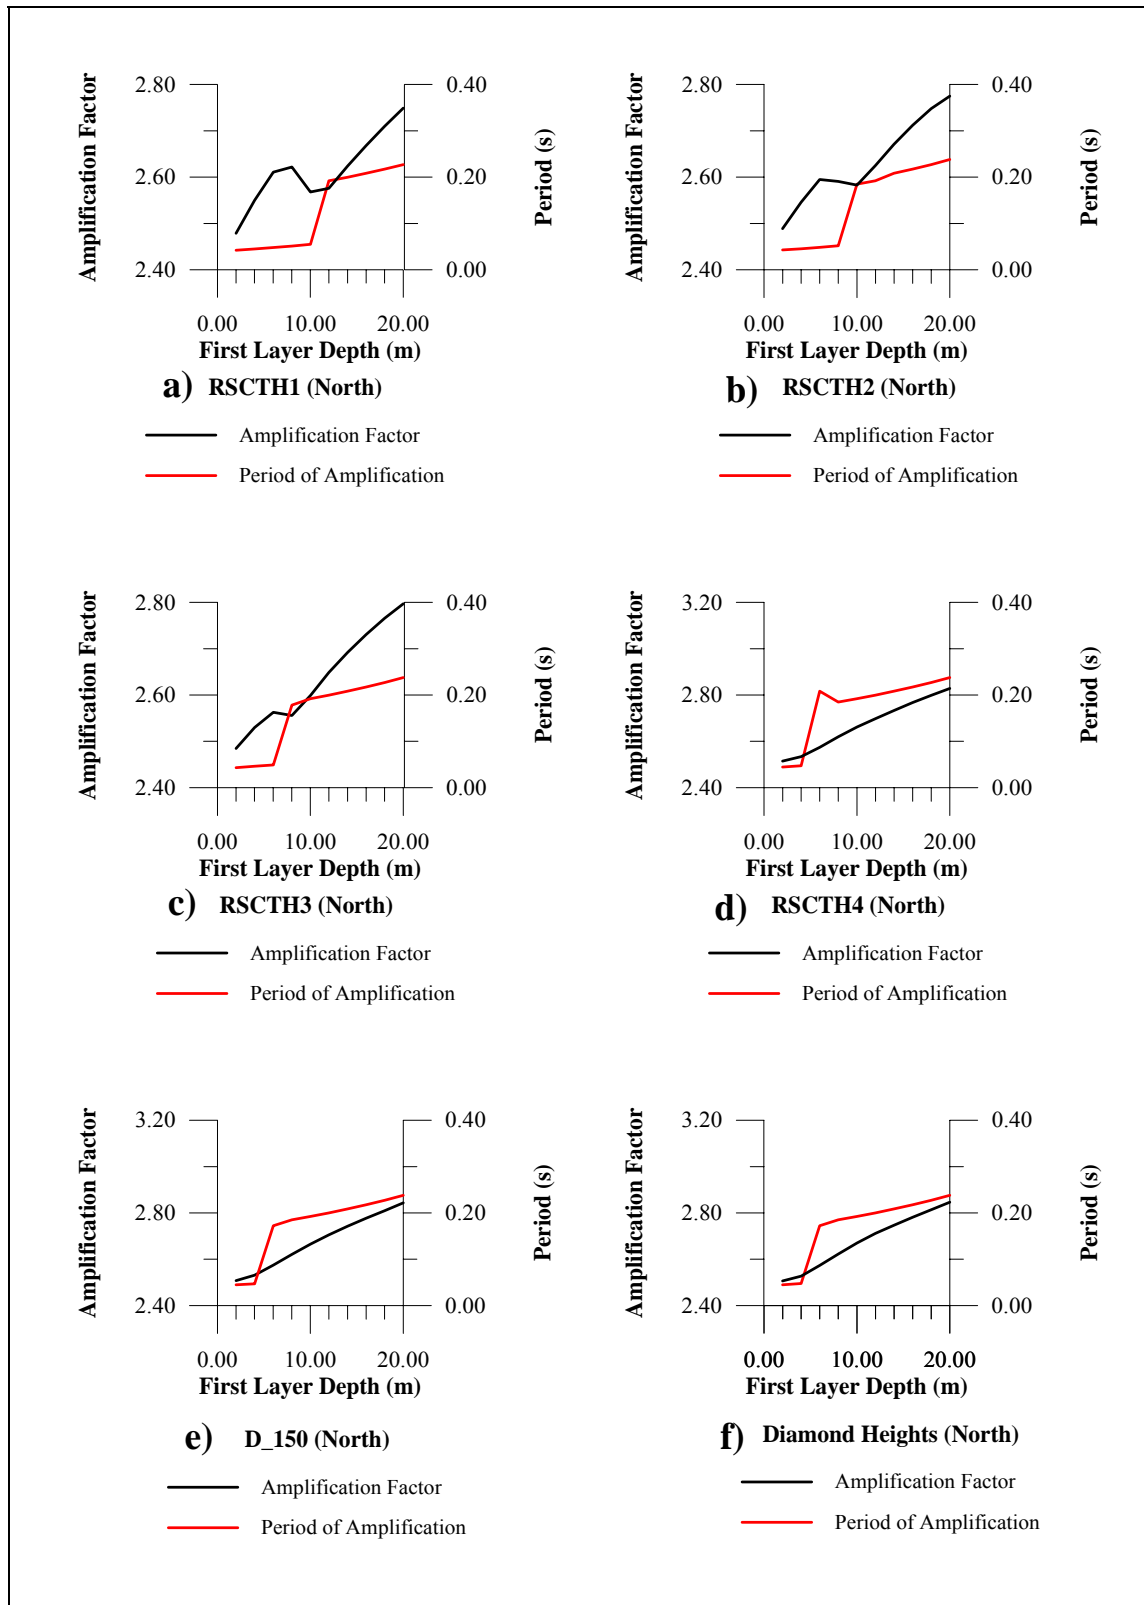 Amplification Factor
Period (s)
2.80
2.60
2.40
0.40
0.20
0.00
0.00 10.00 20.00
First Layer Depth (m)
a) RSCTH1 (North)
Amplification Factor
Period of Amplification
Amplification Factor
Period (s)
2.80
2.60
2.40
0.40
0.20
0.00
0.00 10.00 20.00
First Layer Depth (m)
b) RSCTH2 (North)
Amplification Factor
Period of Amplification
Amplification Factor
Period (s)
2.80
2.60
2.40
0.40
0.20
0.00
0.00 10.00 20.00
First Layer Depth (m)
c) RSCTH3 (North)
Amplification Factor
Period of Amplification
Amplification Factor
Period (s)
3.20
2.80
2.40
0.40
0.20
0.00
0.00 10.00 20.00
First Layer Depth (m)
d) RSCTH4 (North)
Amplification Factor
Period of Amplification
Amplification Factor
Period (s)
3.20
2.80
2.40
0.40
0.20
0.00
0.00 10.00 20.00
First Layer Depth (m)
e) D_150 (North)
Amplification Factor
Period of Amplification
Amplification Factor
Period (s)
3.20
2.80
2.40
0.40
0.20
0.00
0.00 10.00 20.00
First Layer Depth (m)
f) Diamond Heights (North)
Amplification Factor
Period of Amplification